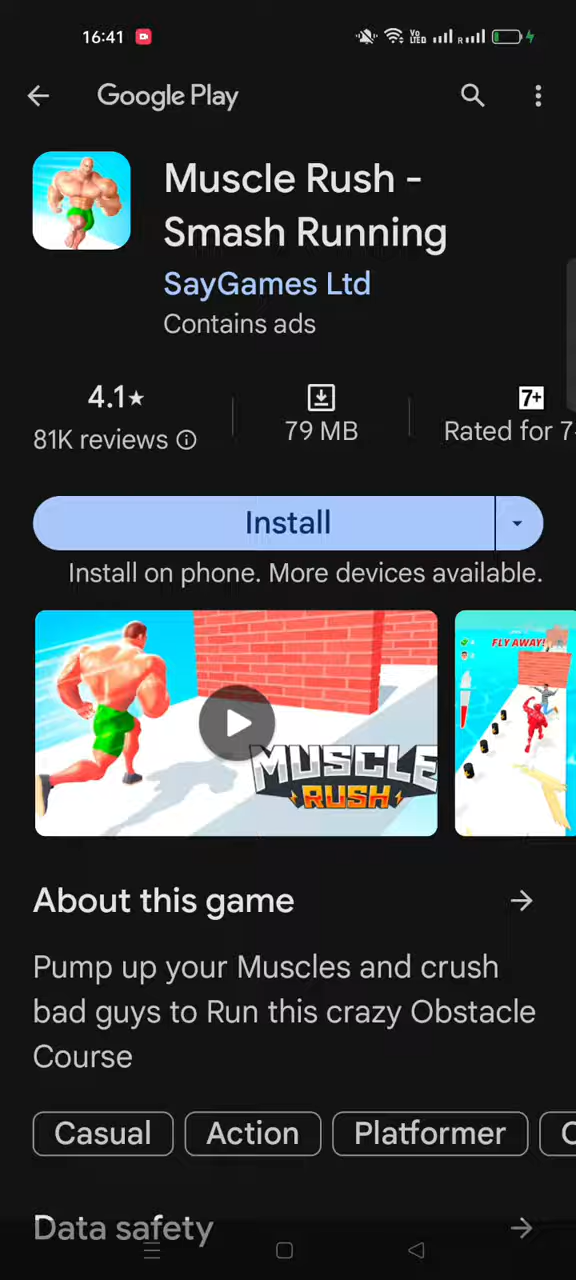 16:41
Google Play
Muscle Rush -
Smash Running
SayGames Ltd
Contains ads
4.1★
81K reviews
79 MB
7+
Rated for 7
Install
Install on phone. More devices available.
MUSCLE
RUSH
FLY AWAY!
About this game
Pump up your Muscles and crush
bad guys to Run this crazy Obstacle
Course
Casual
Action
Platformer
Data safety